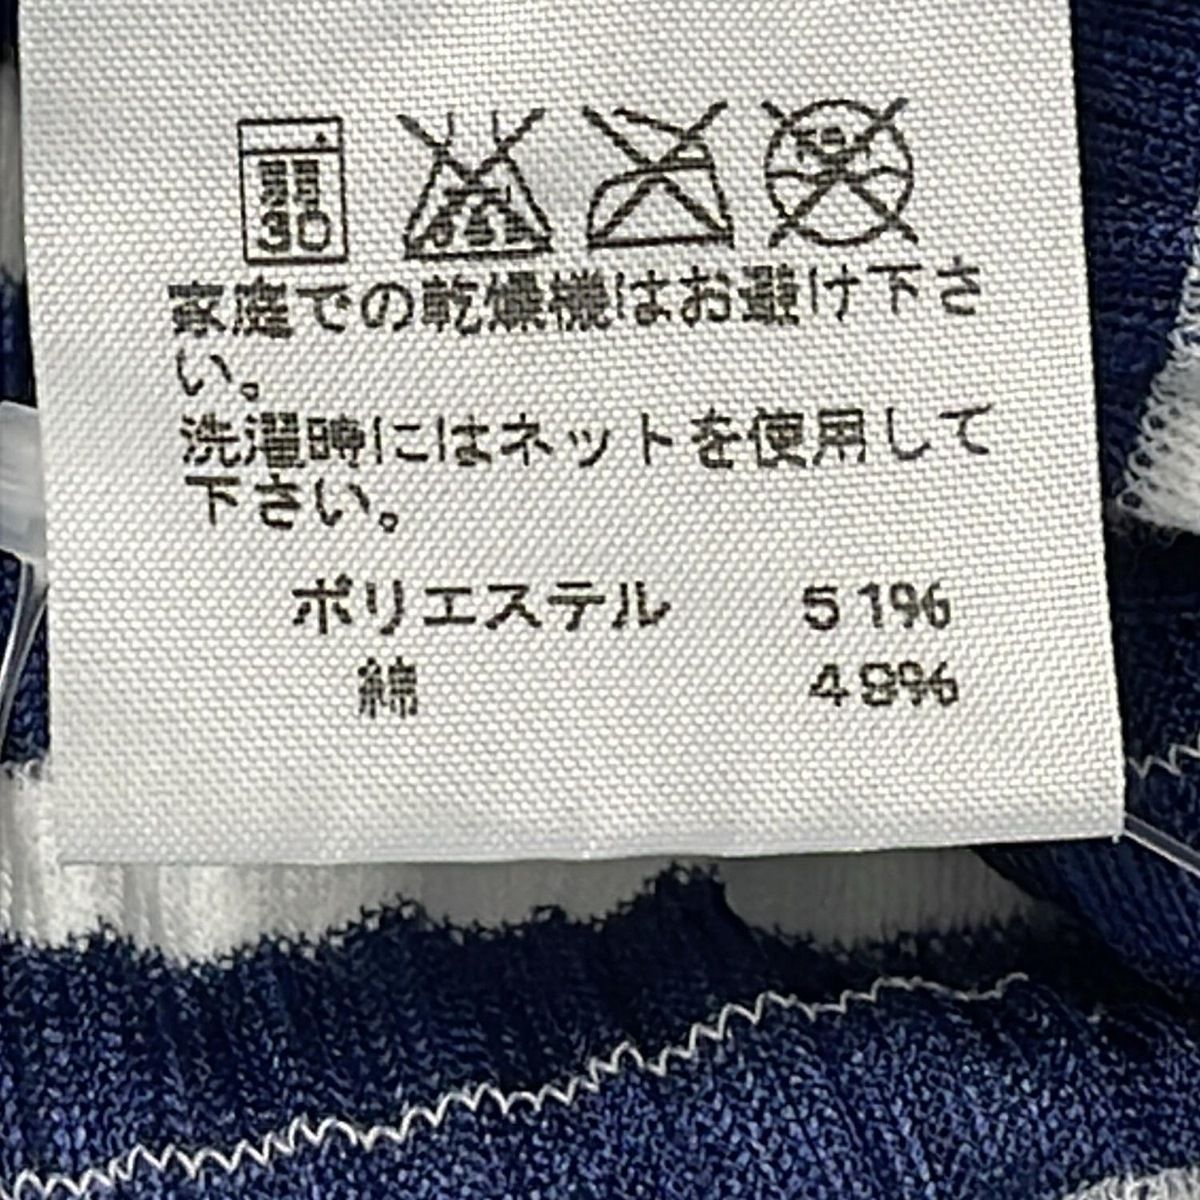 30
家庭での乾燥機はお避け下さ
い。
洗濯時にはネットを使用して
下さい。
ポリエステル 51%
綿 49%